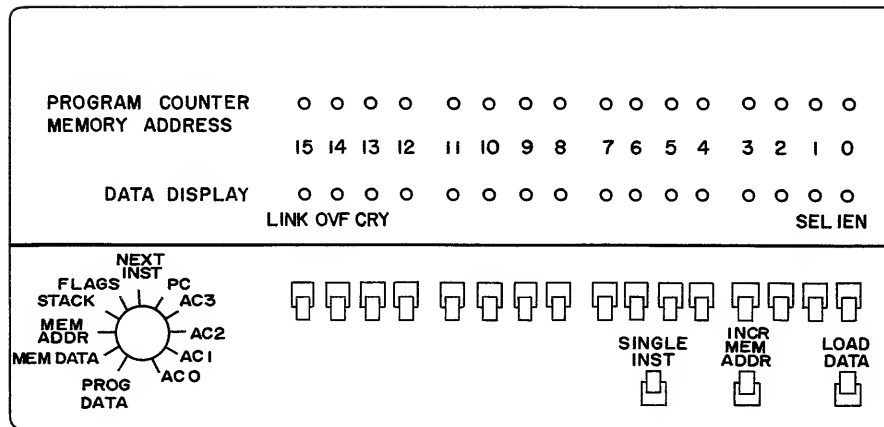 PROGRAM COUNTER
MEMORY ADDRESS
15 14 13 12 11 10 9 8 7 6 5 4 3 2 1 0
DATA DISPLAY
LINK OVF CRY SEL IEN
NEXT
INST
FLAGS
PC
STACK
AC3
MEM
ADDR
AC2
MEM DATA
AC1
PROG
DATA
AC0
SINGLE
INST
INCR
MEM
ADDR
LOAD
DATA